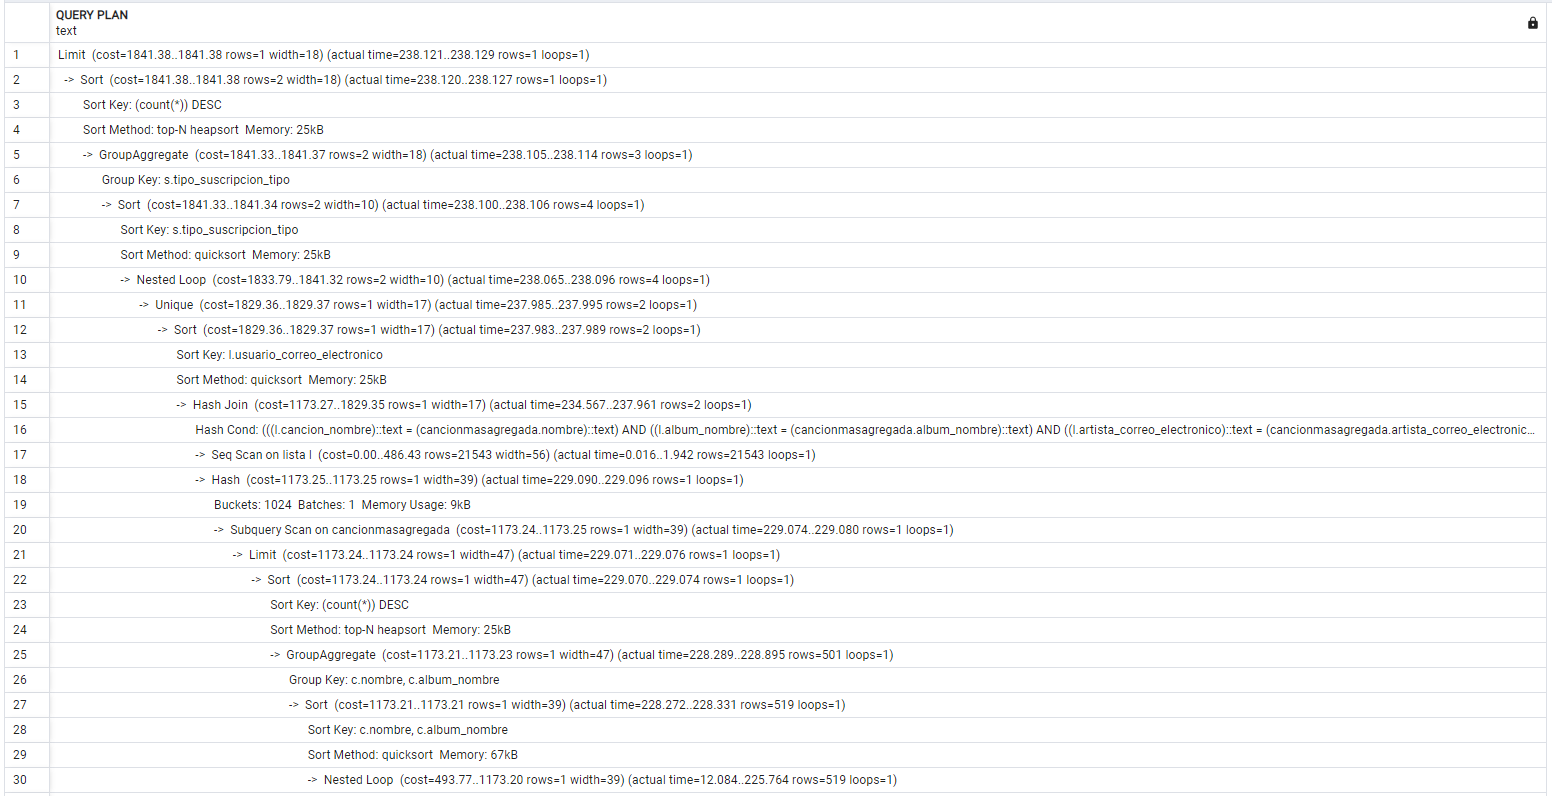 QUERY PLAN
text
1 Limit (cost=1841.38..1841.38 rows=1 width=18) (actual time=238.121..238.129 rows=1 loops=1)
2 -> Sort (cost=1841.38..1841.38 rows=2 width=18) (actual time=238.120..238.127 rows=1 loops=1)
3 Sort Key: (count(*)) DESC
4 Sort Method: top-N heapsort Memory: 25kB
5 -> GroupAggregate (cost=1841.33..1841.37 rows=2 width=18) (actual time=238.105..238.114 rows=3 loops=1)
6 Group Key: s.tipo_suscripcion_tipo
7 -> Sort (cost=1841.33..1841.34 rows=2 width=10) (actual time=238.100..238.106 rows=4 loops=1)
8 Sort Key: s.tipo_suscripcion_tipo
9 Sort Method: quicksort Memory: 25kB
10 -> Nested Loop (cost=1833.79..1841.32 rows=2 width=10) (actual time=238.065..238.096 rows=4 loops=1)
11 -> Unique (cost=1829.36..1829.37 rows=1 width=17) (actual time=237.985..237.995 rows=2 loops=1)
12 -> Sort (cost=1829.36..1829.37 rows=1 width=17) (actual time=237.983..237.989 rows=2 loops=1)
13 Sort Key: l.usuario_correo_electronico
14 Sort Method: quicksort Memory: 25kB
15 -> Hash Join (cost=1173.27..1829.35 rows=1 width=17) (actual time=234.567..237.961 rows=2 loops=1)
16 Hash Cond: (((l.cancion_nombre)::text = (cancionmasagregada.nombre)::text) AND ((l.album_nombre)::text = (cancionmasagregada.album_nombre)::text) AND ((l.artista_correo_electronico)::text = (cancionmasagregada.artista_correo_electronic...
17 -> Seq Scan on lista l (cost=0.00..486.43 rows=21543 width=56) (actual time=0.016..1.942 rows=21543 loops=1)
18 -> Hash (cost=1173.25..1173.25 rows=1 width=39) (actual time=229.090..229.096 rows=1 loops=1)
19 Buckets: 1024 Batches: 1 Memory Usage: 9kB
20 -> Subquery Scan on cancionmasagregada (cost=1173.24..1173.25 rows=1 width=39) (actual time=229.074..229.080 rows=1 loops=1)
21 -> Limit (cost=1173.24..1173.24 rows=1 width=47) (actual time=229.071..229.076 rows=1 loops=1)
22 -> Sort (cost=1173.24..1173.24 rows=1 width=47) (actual time=229.070..229.074 rows=1 loops=1)
23 Sort Key: (count(*)) DESC
24 Sort Method: top-N heapsort Memory: 25kB
25 -> GroupAggregate (cost=1173.21..1173.23 rows=1 width=47) (actual time=228.289..228.895 rows=501 loops=1)
26 Group Key: c.nombre, c.album_nombre
27 -> Sort (cost=1173.21..1173.21 rows=1 width=39) (actual time=228.272..228.331 rows=519 loops=1)
28 Sort Key: c.nombre, c.album_nombre
29 Sort Method: quicksort Memory: 67kB
30 -> Nested Loop (cost=493.77..1173.20 rows=1 width=39) (actual time=12.084..225.764 rows=519 loops=1)